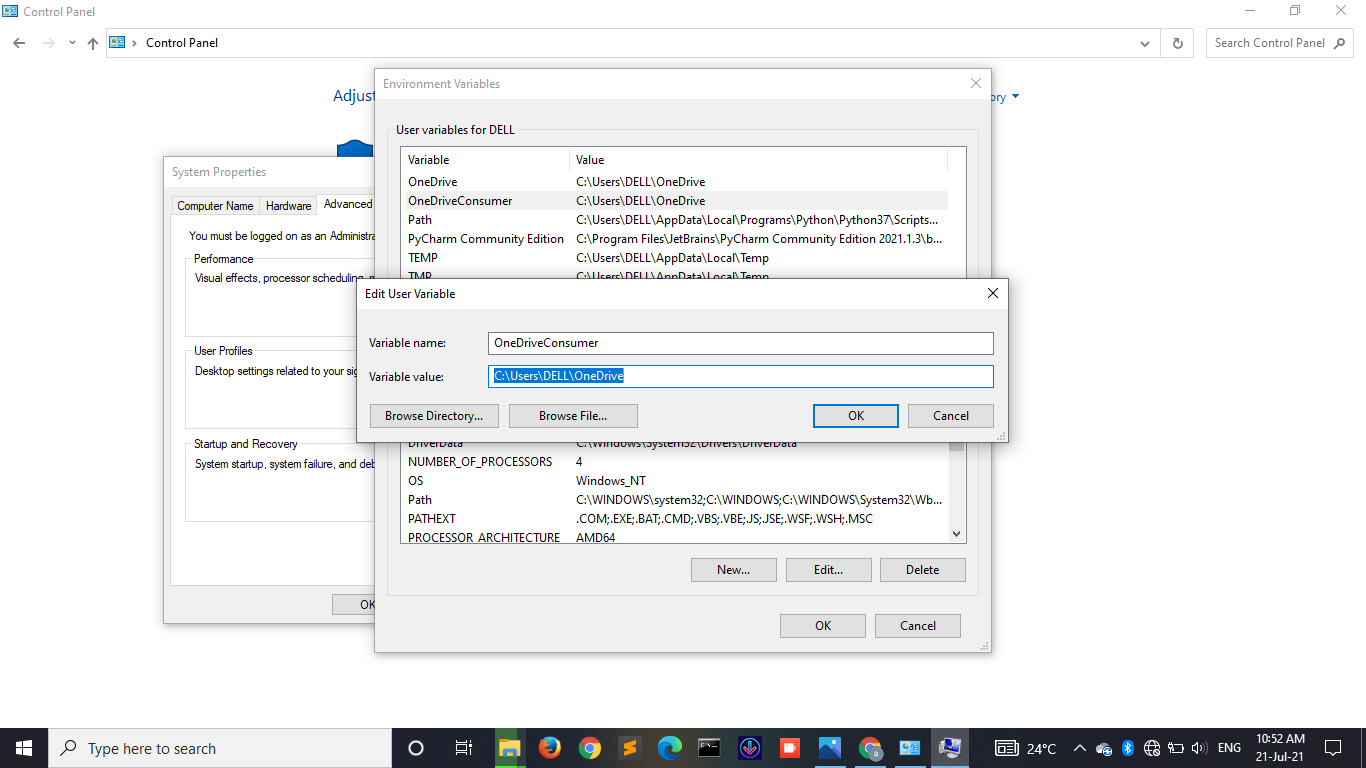 Control Panel
Control Panel
Search Control Panel
Adjust
ory
Environment Variables
User variables for DELL
Variable Value
OneDrive C:\Users\DELL\OneDrive
OneDriveConsumer C:\Users\DELL\OneDrive
Path C:\Users\DELL\AppData\Local\Programs\Python\Python37\Scripts...
PyCharm Community Edition C:\Program Files\JetBrains\PyCharm Community Edition 2021.1.3\b...
TEMP C:\Users\DELL\AppData\Local\Temp
TMP C:\Users\DELL\AppData\Local\Temp
System Properties
Computer Name Hardware Advanced
You must be logged on as an Administra
Performance
Visual effects, processor scheduling, m
User Profiles
Desktop settings related to your sig
Startup and Recovery
System startup, system failure, and deb
OK
Edit User Variable
Variable name: OneDriveConsumer
Variable value: C:\Users\DELL\OneDrive
Browse Directory... Browse File... OK Cancel
DriverData C:\Windows\System32\Drivers\DriverData
NUMBER_OF_PROCESSORS 4
OS Windows_NT
Path C:\WINDOWS\system32;C:\WINDOWS;C:\WINDOWS\System32\Wb...
PATHEXT .COM;.EXE;.BAT;.CMD;.VBS;.VBE;.JS;.JSE;.WSF;.WSH;.MSC
PROCESSOR_ARCHITECTURE AMD64
New... Edit... Delete
OK Cancel
Type here to search
24°C
ENG
10:52 AM
21-Jul-21